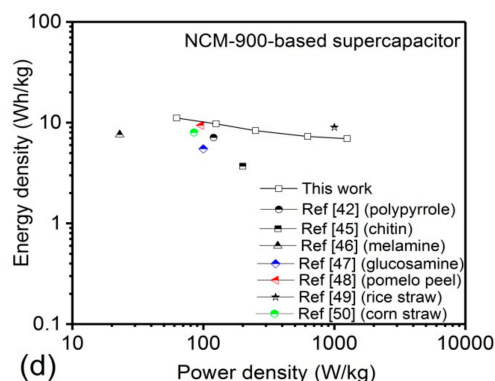 NCM-900-based supercapacitor
Energy density (Wh/kg)
100
10
1
0.1
This work
Ref [42] (polypyrrole)
Ref [45] (chitin)
Ref [46] (melamine)
Ref [47] (glucosamine)
Ref [48] (pomelo peel)
Ref [49] (rice straw)
Ref [50] (corn straw)
10 100 1000 10000
(d) Power density (W/kg)